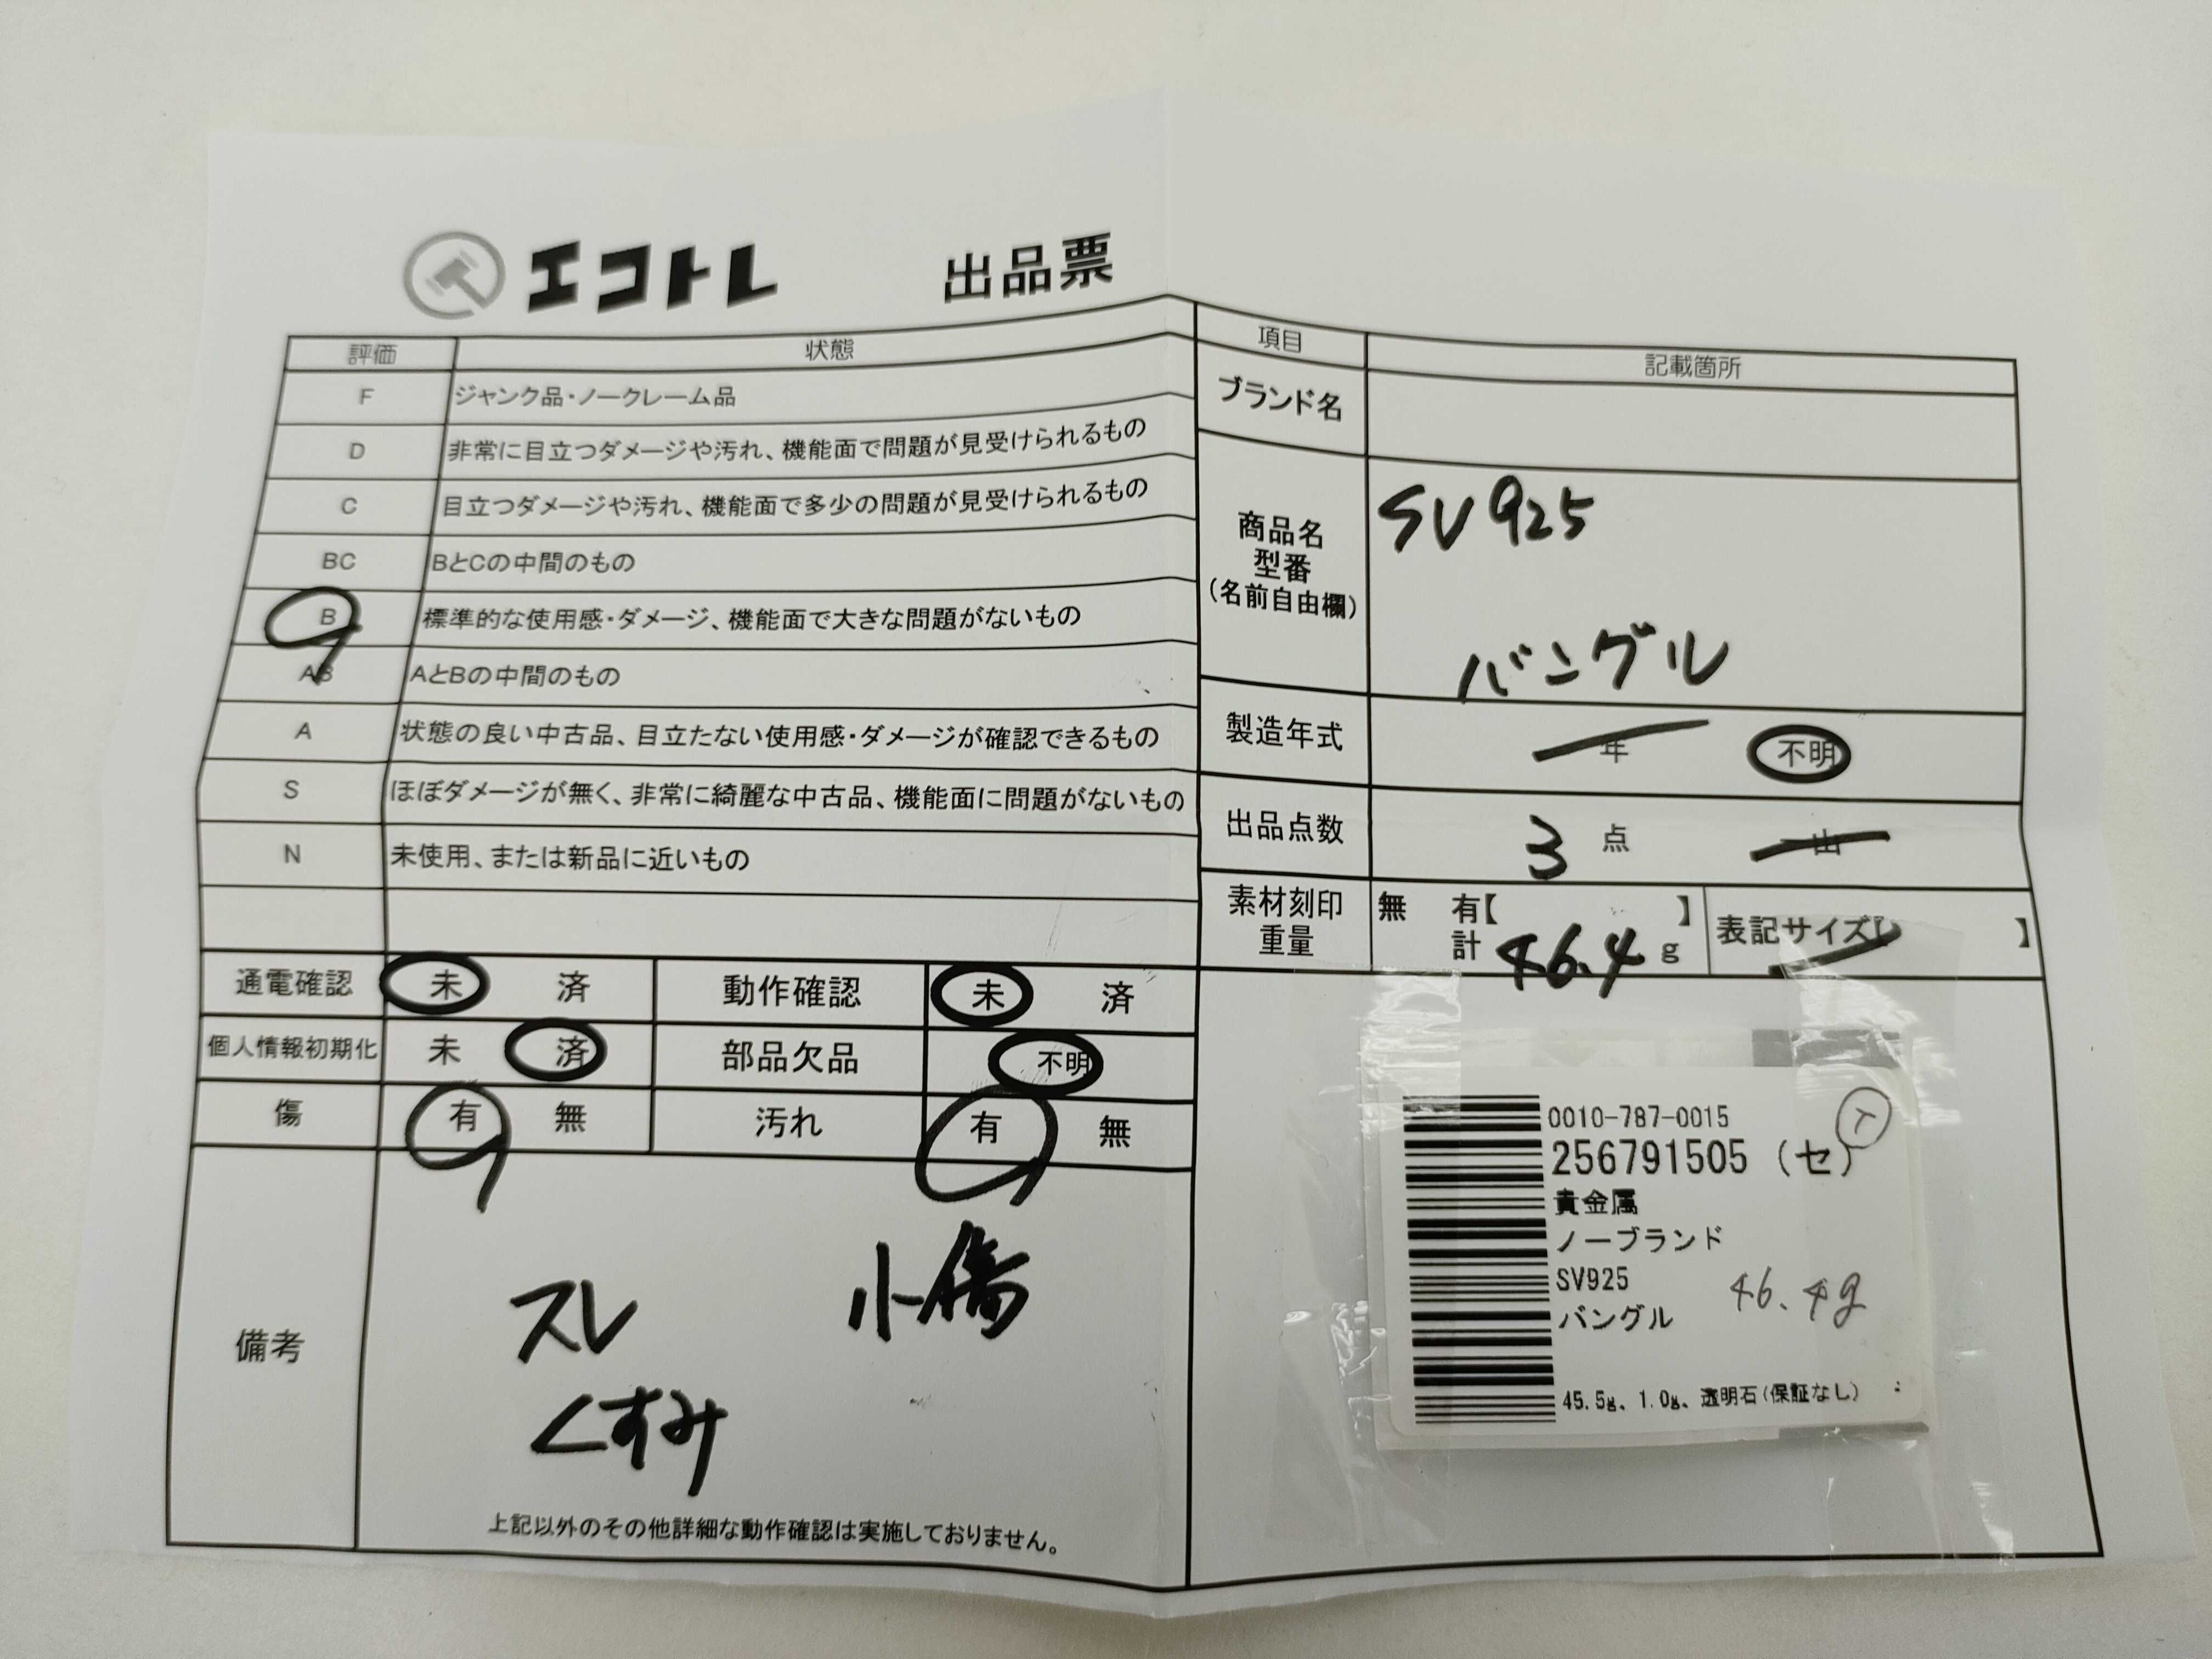 エコトレ 出品票
評価 状態
F ジャンク品・ノークレーム品
D 非常に目立つダメージや汚れ、機能面で問題が見受けられるもの
C 目立つダメージや汚れ、機能面で多少の問題が見受けられるもの
BC BとCの中間のもの
B 標準的な使用感・ダメージ、機能面で大きな問題がないもの
AB AとBの中間のもの
A 状態の良い中古品、目立たない使用感・ダメージが確認できるもの
S ほぼダメージが無く、非常に綺麗な中古品、機能面に問題がないもの
N 未使用、または新品に近いもの
通電確認 未 済 動作確認 未 済
個人情報初期化 未 済 部品欠品 不明
傷 有 無 汚れ 有 無
備考
スレ 小傷
くすみ
上記以外のその他詳細な動作確認は実施しておりません。
項目 記載箇所
ブランド名
商品名
型番
(名前自由欄)
SV925
バングル
製造年式 年 不明
出品点数 3 点 山
素材刻印
重量
無 有【 】
計 46.4 g
表記サイズ【 】
0010-787-0015
256791505 (セ)
貴金属
ノーブランド
SV925
バングル
46.4g
45.5g、1.0g、透明石(保証なし)